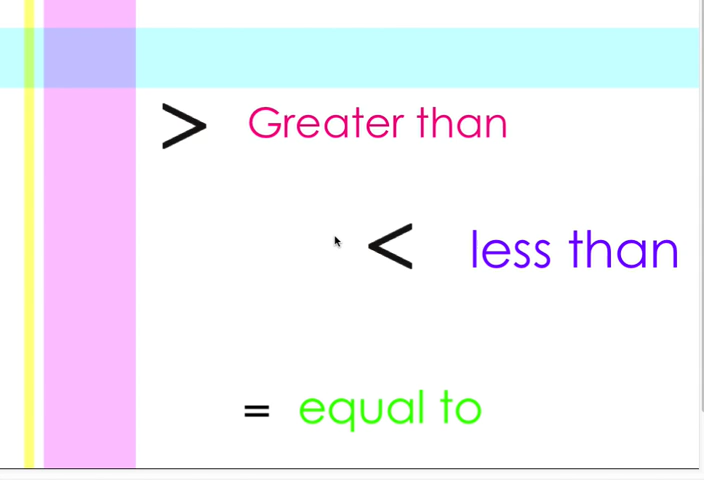 > Greater than
< less than
= equal to